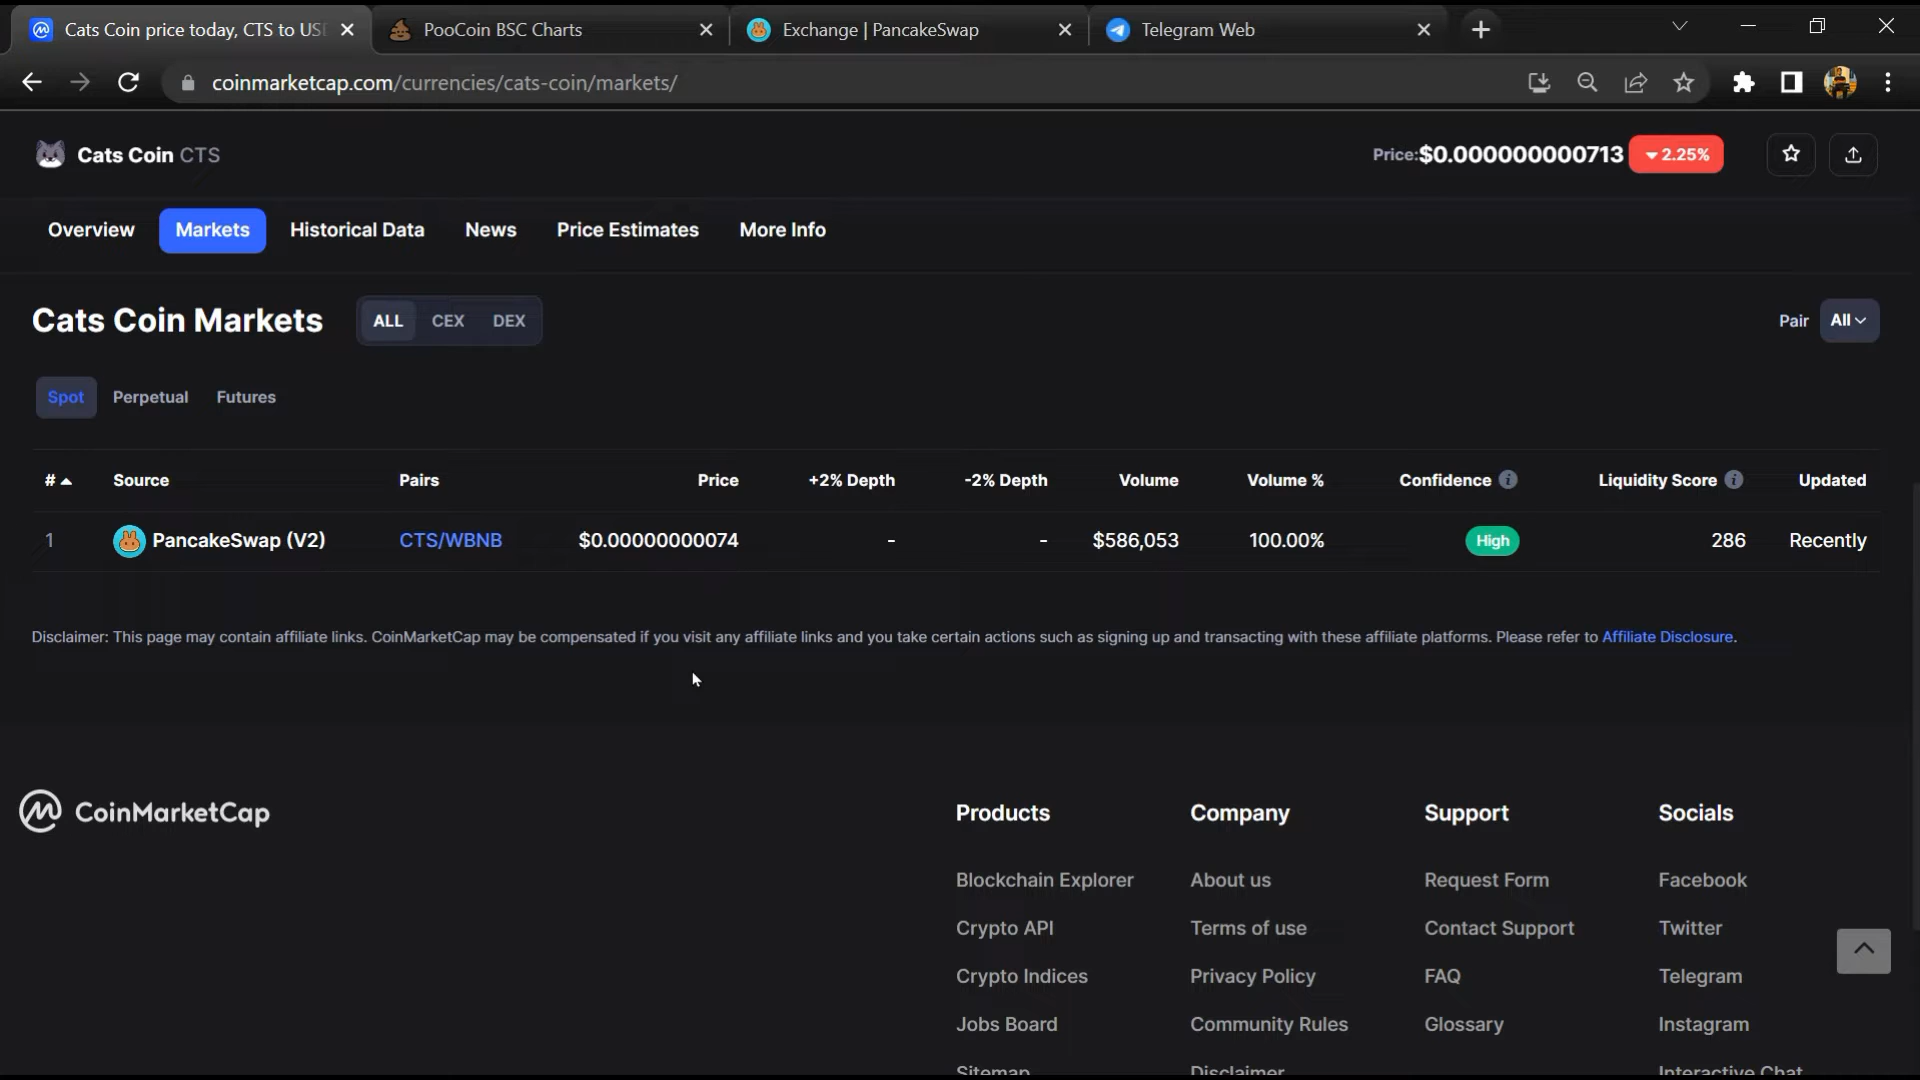 Cats Coin price today, CTS to US
PooCoin BSC Charts
Exchange | PancakeSwap
Telegram Web
coinmarketcap.com/currencies/cats-coin/markets/
Cats Coin CTS
Price:$0.000000000713 2.25%
Overview Markets Historical Data News Price Estimates More Info
Cats Coin Markets ALL CEX DEX Pair All
Spot Perpetual Futures
# Source Pairs Price +2% Depth -2% Depth Volume Volume % Confidence Liquidity Score Updated
1 PancakeSwap (V2) CTS/WBNB $0.00000000074 - - $586,053 100.00% High 286 Recently
Disclaimer: This page may contain affiliate links. CoinMarketCap may be compensated if you visit any affiliate links and you take certain actions such as signing up and transacting with these affiliate platforms. Please refer to Affiliate Disclosure.
CoinMarketCap
Products Company Support Socials
Blockchain Explorer About us Request Form Facebook
Crypto API Terms of use Contact Support Twitter
Crypto Indices Privacy Policy FAQ Telegram
Jobs Board Community Rules Glossary Instagram
Sitemap Disclaimer Interactive Chat